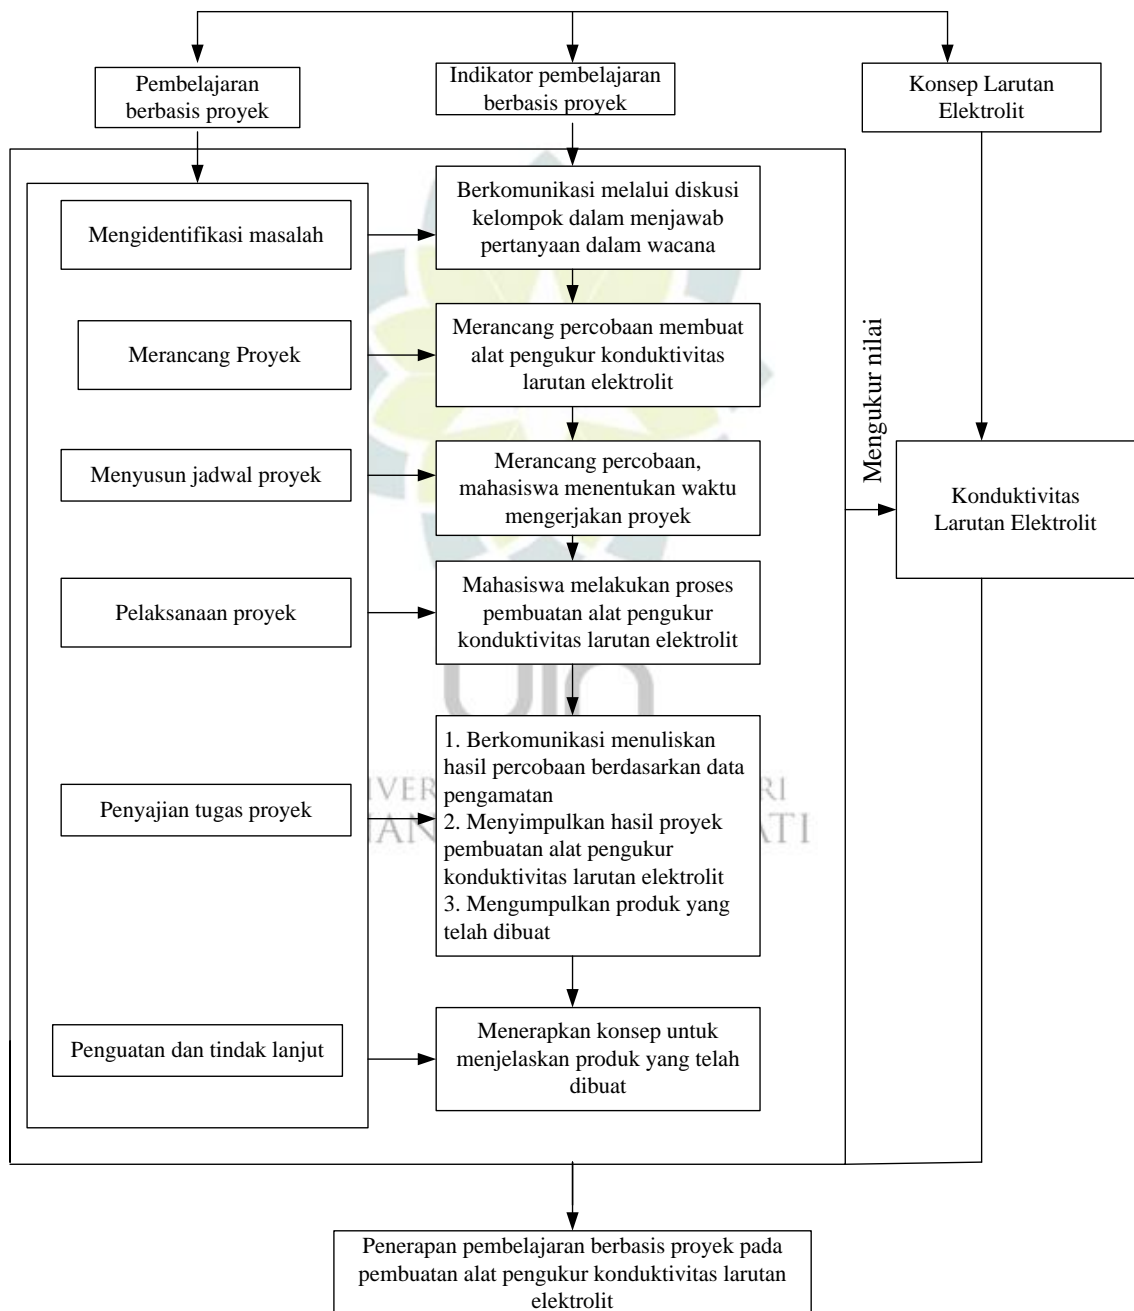 Pembelajaran
berbasis proyek
Indikator pembelajaran
berbasis proyek
Konsep Larutan
Elektrolit
Mengidentifikasi masalah
Berkomunikasi melalui diskusi
kelompok dalam menjawab
pertanyaan dalam wacana
Merancang Proyek
Merancang percobaan membuat
alat pengukur konduktivitas
larutan elektrolit
Mengukur nilai
Menyusun jadwal proyek
Merancang percobaan,
mahasiswa menentukan waktu
mengerjakan proyek
Konduktivitas
Larutan Elektrolit
Pelaksanaan proyek
Mahasiswa melakukan proses
pembuatan alat pengukur
konduktivitas larutan elektrolit
uin
Penyajian tugas proyek
1. Berkomunikasi menuliskan
hasil percobaan berdasarkan data
pengamatan
2. Menyimpulkan hasil proyek
pembuatan alat pengukur
konduktivitas larutan elektrolit
3. Mengumpulkan produk yang
telah dibuat
Penguatan dan tindak lanjut
Menerapkan konsep untuk
menjelaskan produk yang telah
dibuat
Penerapan pembelajaran berbasis proyek pada
pembuatan alat pengukur konduktivitas larutan
elektrolit